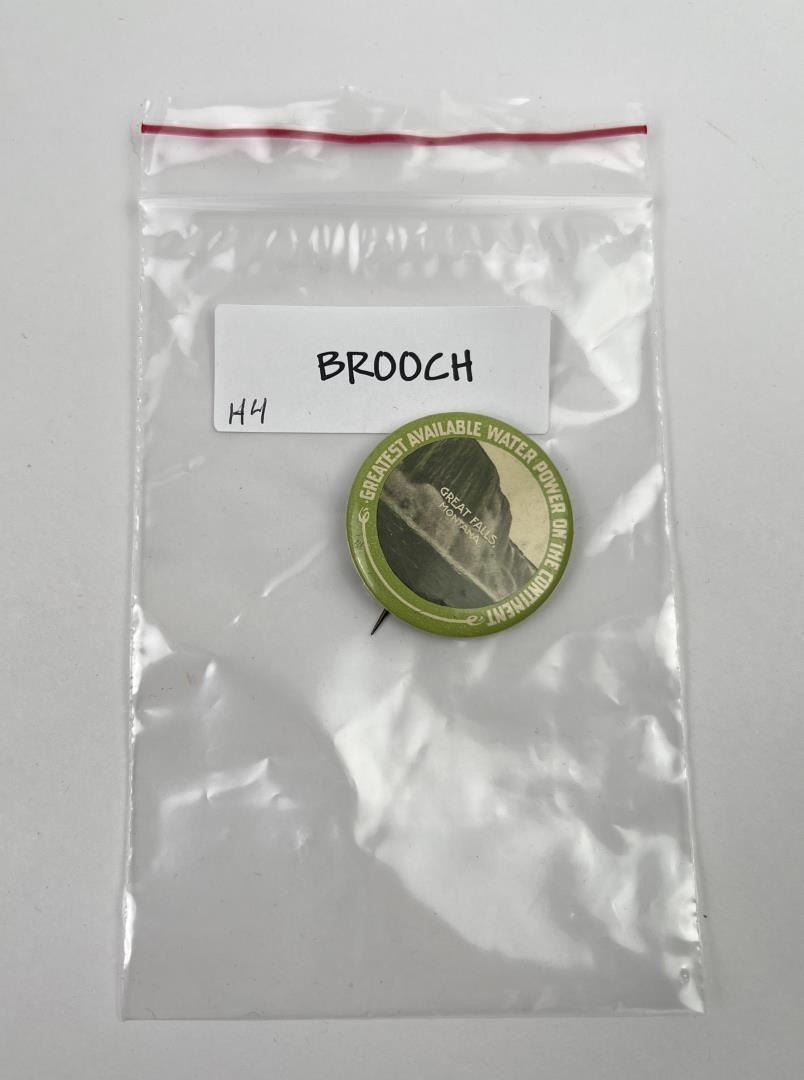 BROOCH
H4
GREATEST AVAILABLE WATER POWER ON THE CONTINENT
GREAT FALLS,
MONTANA